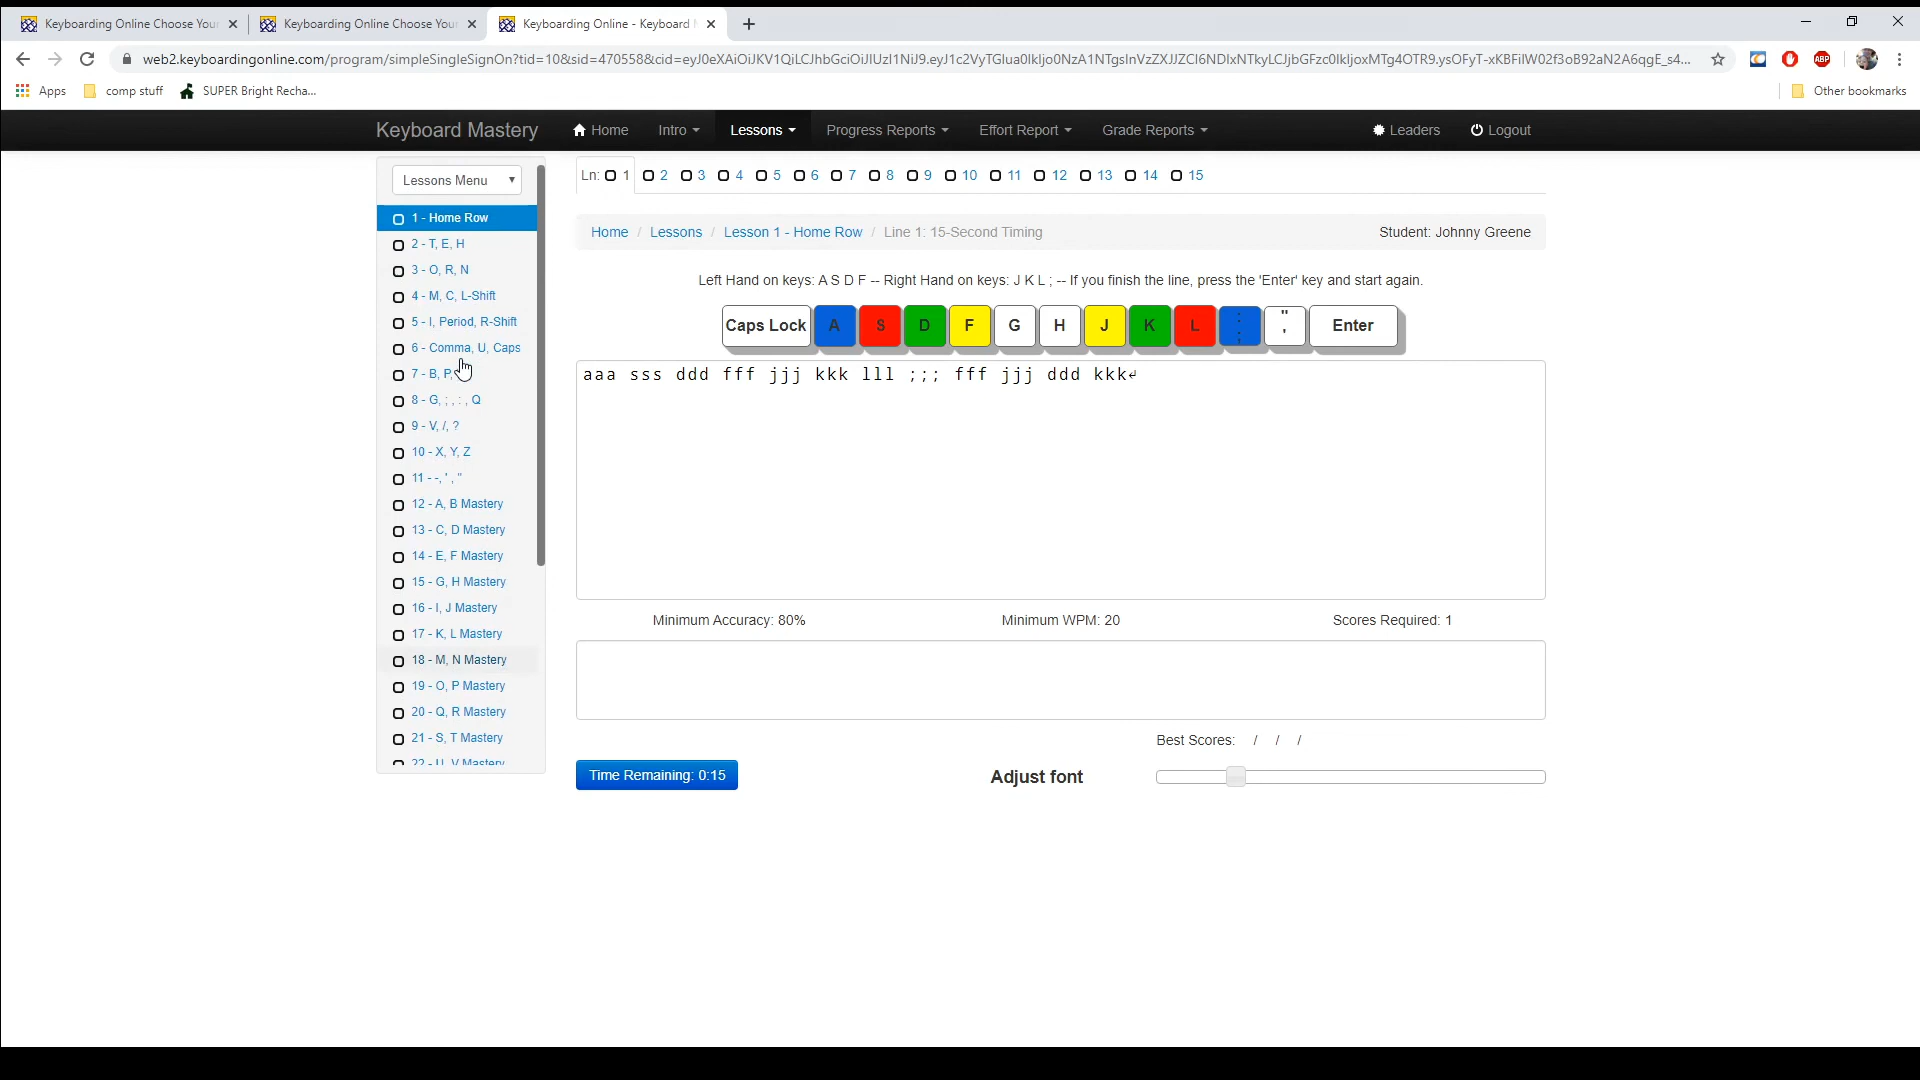 Keyboarding Online Choose You
Keyboarding Online Choose You
Keyboarding Online - Keyboard
web2.keyboardingonline.com/program/simpleSingleSignOn?tid=10&sid=470558&cid=eyJ0eXAiOiJKV1QiLCJhbGciOiJIUzI1NiJ9.eyJ1c2VyTGlua0lkIjo0NzA1NTgsInVzZXJJZCI6NDIxNTkyLCJjbGFzc0lkIjoxMTg4OTR9.ysOFyT-xKBFiIW02f3oB92aN2A6qgE_s4...
Apps
comp stuff
SUPER Bright Recha...
Other bookmarks
Keyboard Mastery
Home
Intro
Lessons
Progress Reports
Effort Report
Grade Reports
Leaders
Logout
Lessons Menu
Ln: 1 2 3 4 5 6 7 8 9 10 11 12 13 14 15
1 - Home Row
2 - T, E, H
3 - O, R, N
4 - M, C, L-Shift
5 - I, Period, R-Shift
6 - Comma, U, Caps
7 - B, P,
8 - G, ; , : , Q
9 - V, /, ?
10 - X, Y, Z
11 - -, ' , "
12 - A, B Mastery
13 - C, D Mastery
14 - E, F Mastery
15 - G, H Mastery
16 - I, J Mastery
17 - K, L Mastery
18 - M, N Mastery
19 - O, P Mastery
20 - Q, R Mastery
21 - S, T Mastery
22 - U, V Mastery
Home / Lessons / Lesson 1 - Home Row / Line 1: 15-Second Timing
Student: Johnny Greene
Left Hand on keys: A S D F -- Right Hand on keys: J K L ; -- If you finish the line, press the 'Enter' key and start again.
Caps Lock A S D F G H J K L : ; " ' Enter
aaa sss ddd fff jjj kkk lll ;;; fff jjj ddd kkk↵
Minimum Accuracy: 80%
Minimum WPM: 20
Scores Required: 1
Best Scores: / / /
Time Remaining: 0:15
Adjust font